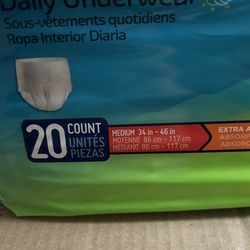 Daily Underwear
Sous-vêtements quotidiens
Ropa Interior Diaria
20 COUNT
UNITÉS
PIEZAS
MEDIUM 34 in – 46 in
MOYENNE 86 cm – 117 cm
MEDIANO 86 cm – 117 cm
EXTRA
ABSORP
ABSORC